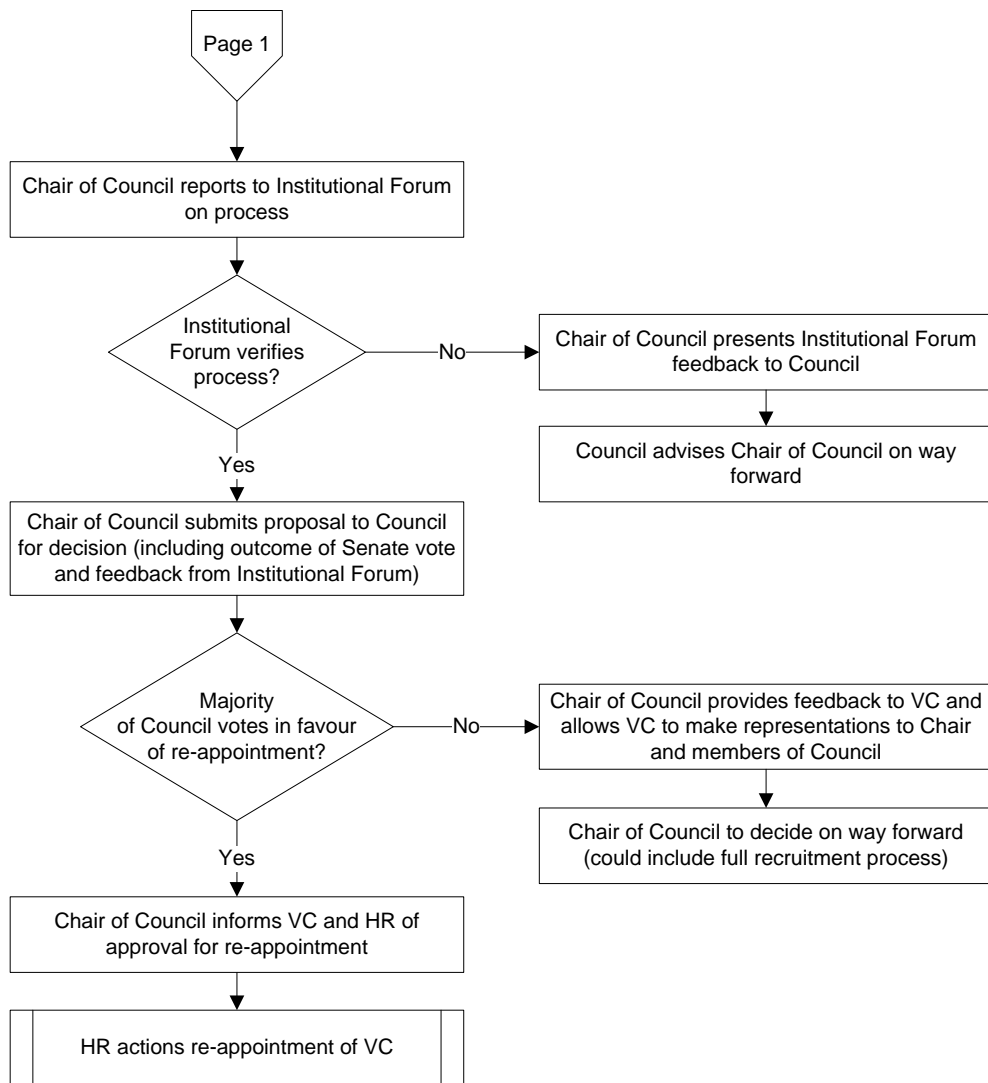 Page 1
Chair of Council reports to Institutional Forum
on process
Institutional
Forum verifies
process?
No
Chair of Council presents Institutional Forum
feedback to Council
Council advises Chair of Council on way
forward
Yes
Chair of Council submits proposal to Council
for decision (including outcome of Senate vote
and feedback from Institutional Forum)
Majority
of Council votes in favour
of re-appointment?
No
Chair of Council provides feedback to VC and
allows VC to make representations to Chair
and members of Council
Chair of Council to decide on way forward
(could include full recruitment process)
Yes
Chair of Council informs VC and HR of
approval for re-appointment
HR actions re-appointment of VC